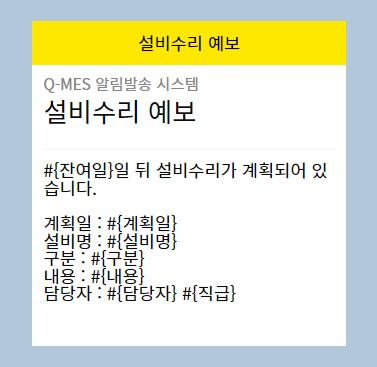 설비수리 예보
Q-MES 알림발송 시스템
설비수리 예보
#{잔여일}일 뒤 설비수리가 계획되어 있
습니다.
계획일 : #{계획일}
설비명 : #{설비명}
구분 : #{구분}
내용 : #{내용}
담당자 : #{담당자} #{직급}